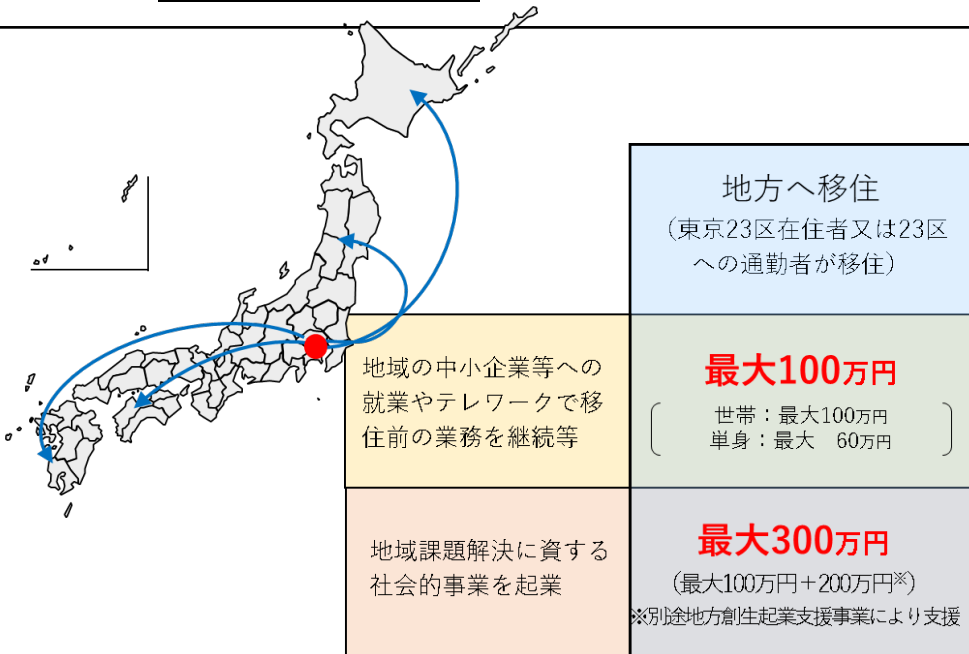 地方へ移住
（東京23区在住者又は23区
への通勤者が移住）
地域の中小企業等への
就業やテレワークで移
住前の業務を継続等
最大100万円
世帯：最大100万円
単身：最大　60万円
地域課題解決に資する
社会的事業を起業
最大300万円
（最大100万円＋200万円※）
※別途地方創生起業支援事業により支援